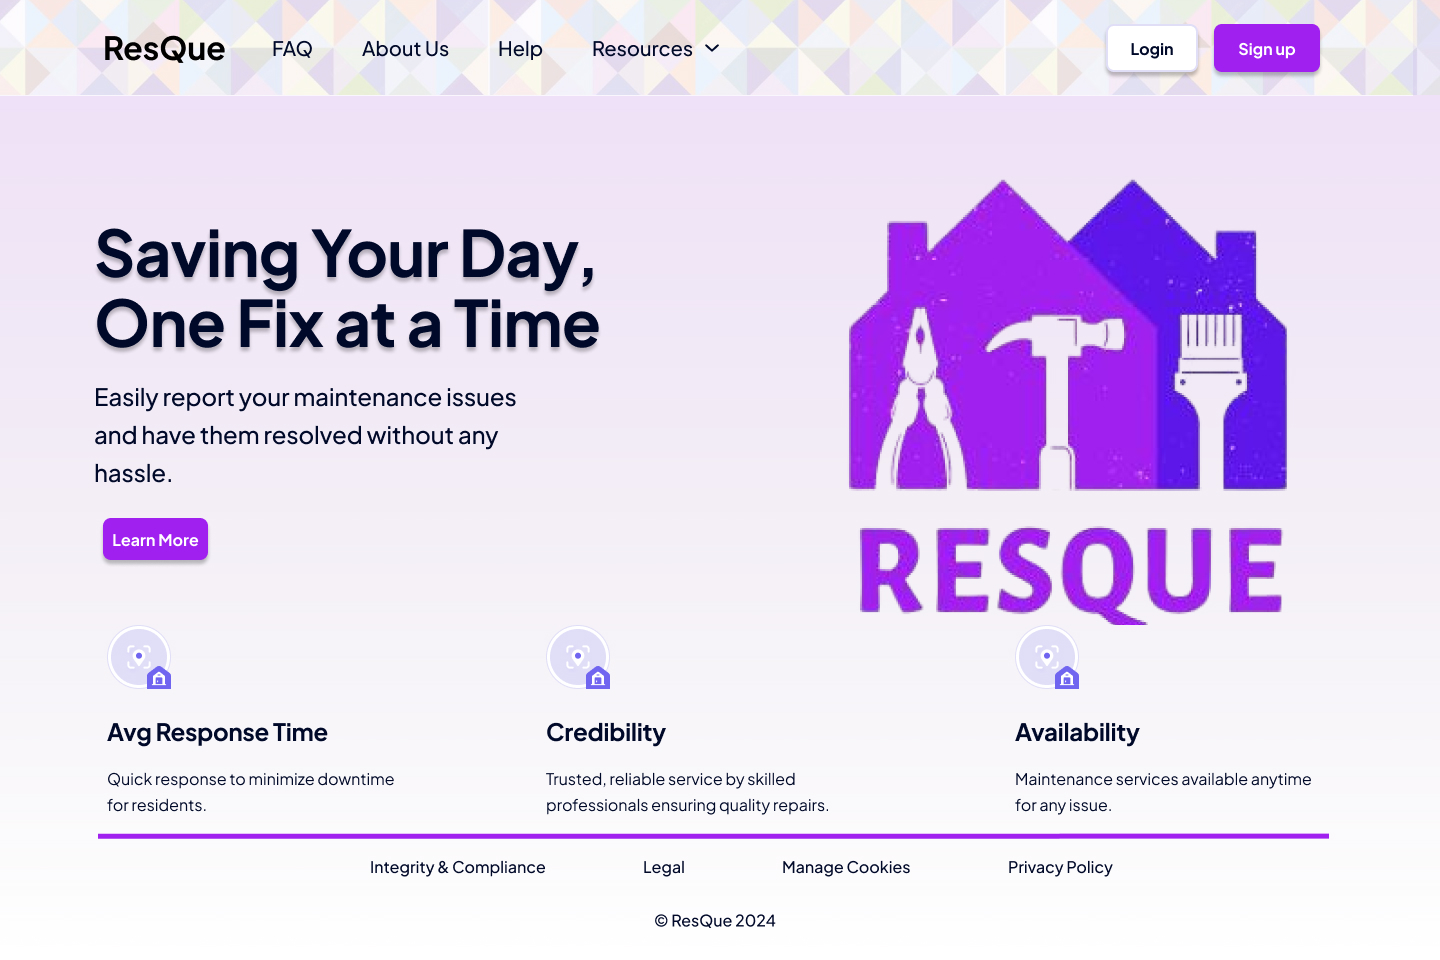 ResQue FAQ About Us Help Resources Login Sign up
Saving Your Day,
One Fix at a Time
Easily report your maintenance issues
and have them resolved without any
hassle.
Learn More
RESQUE
Avg Response Time
Quick response to minimize downtime
for residents.
Credibility
Trusted, reliable service by skilled
professionals ensuring quality repairs.
Availability
Maintenance services available anytime
for any issue.
Integrity & Compliance Legal Manage Cookies Privacy Policy
© ResQue 2024